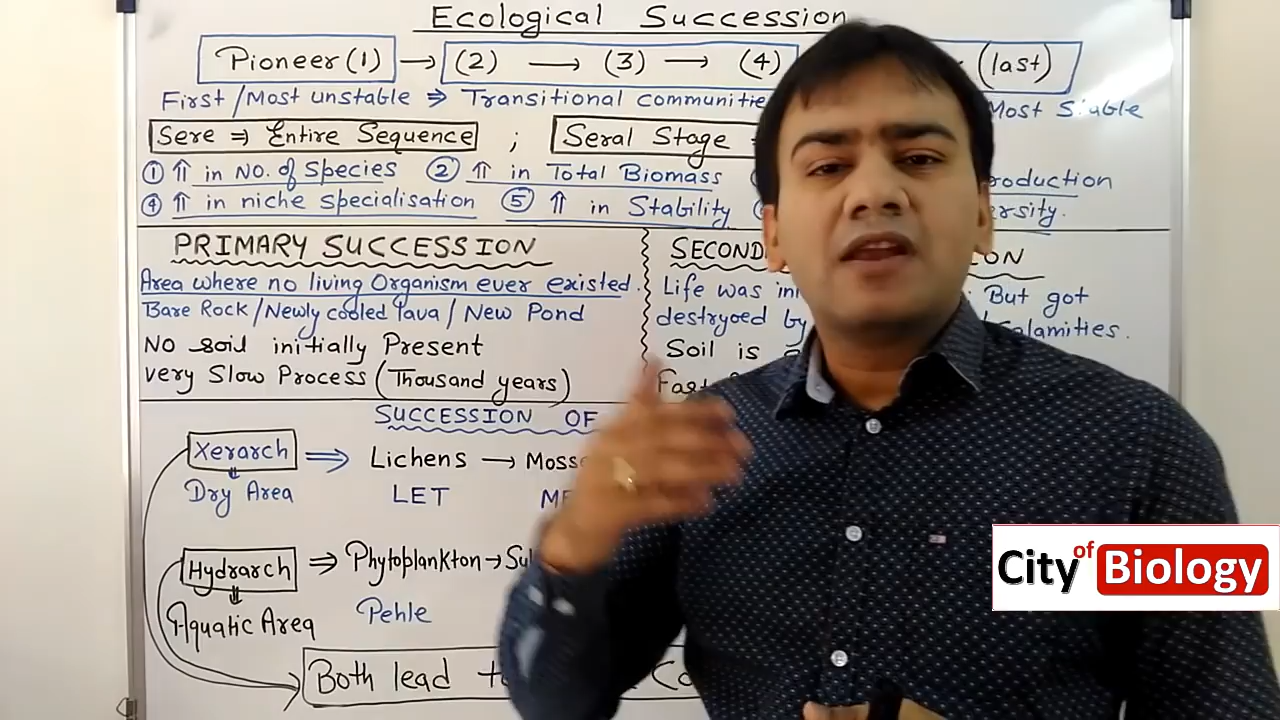 Ecological Succession
Pioneer (1) → (2) → (3) → (4) (last)
First/Most unstable ⇒ Transitional communitie Most Stable
Sere ⇒ Entire Sequence ; Seral Stage
① ⇑ in No. of Species ② ⇑ in Total Biomass roduction
④ ⇑ in niche specialisation ⑤ ⇑ in Stability ersity.
PRIMARY SUCCESSION
Area where no living Organism ever existed.
Bare Rock/Newly cooled lava/New Pond
No soil initially Present
very Slow Process (Thousand years)
SECOND ON
Life was in But got
destryoed by calamities.
Soil is
Fast
SUCCESSION OF
Xerarch ⇒ Lichens → Mosse
Dry Area LET ME
Hydrarch ⇒ Phytoplankton → Su
Aquatic Area Pehle
Both lead t Co
City of Biology